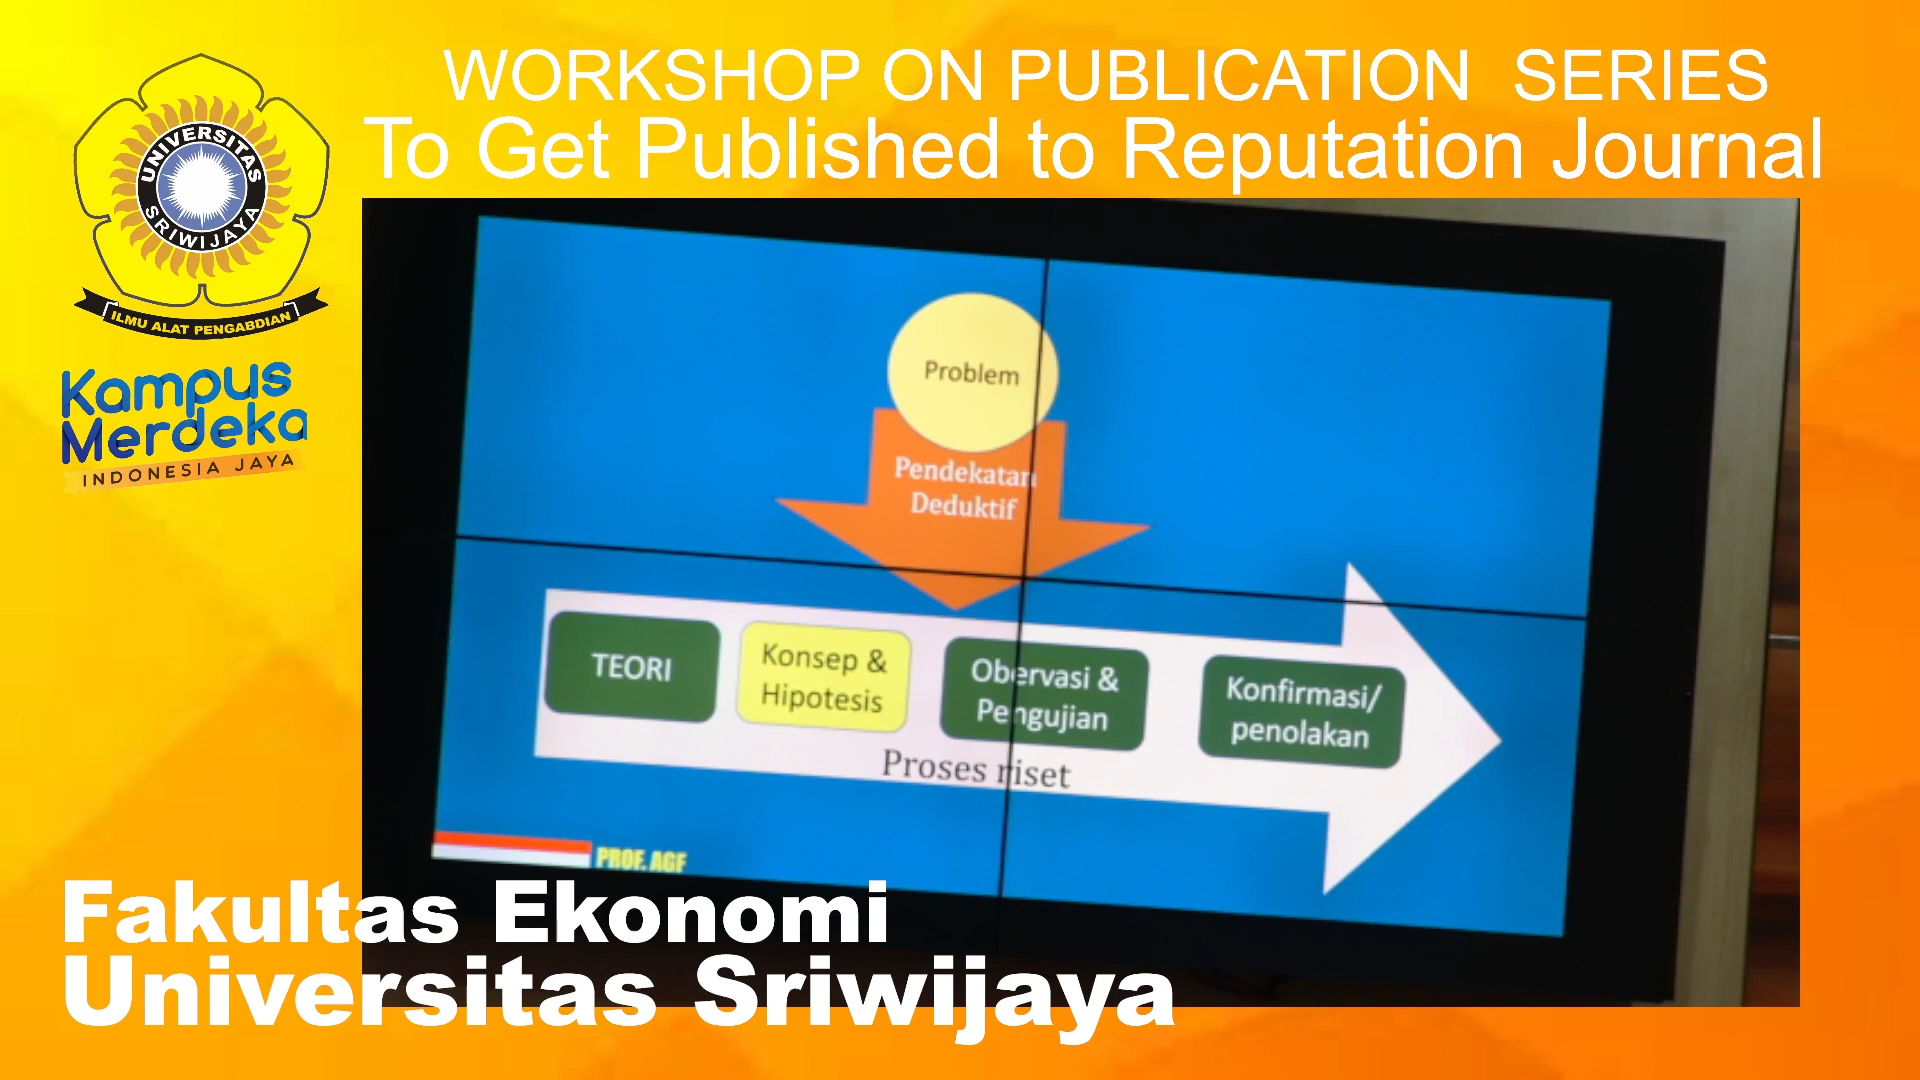 WORKSHOP ON PUBLICATION SERIES
To Get Published to Reputation Journal
UNIVERSITAS
SRIWIJAYA
ILMU ALAT PENGABDIAN
Kampus
Merdeka
INDONESIA JAYA
Problem
Pendekatan
Deduktif
TEORI
Konsep &
Hipotesis
Obervasi &
Pengujian
Konfirmasi/
penolakan
Proses riset
PROF. AGF
Fakultas Ekonomi
Universitas Sriwijaya